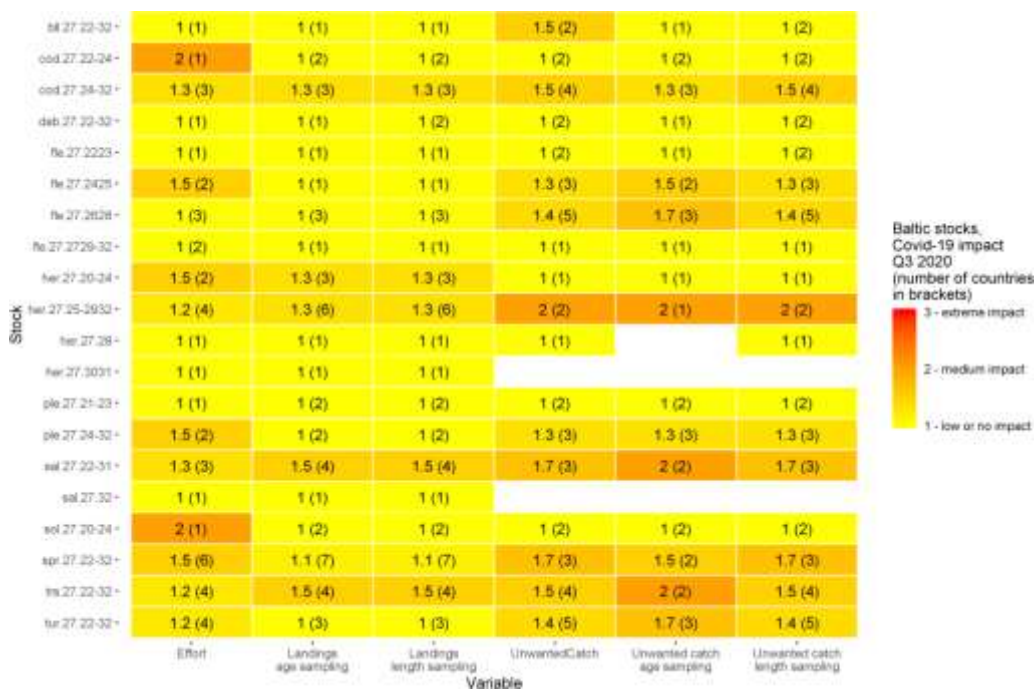 bll.27.22-32 1 (1) 1 (1) 1 (1) 1.5 (2) 1 (1) 1 (2)
cod.27.22-24 2 (1) 1 (2) 1 (2) 1 (2) 1 (2) 1 (2)
cod.27.24-32 1.3 (3) 1.3 (3) 1.3 (3) 1.5 (4) 1.3 (3) 1.5 (4)
dab.27.22-32 1 (1) 1 (1) 1 (2) 1 (2) 1 (1) 1 (2)
fle.27.2223 1 (1) 1 (1) 1 (1) 1 (2) 1 (1) 1 (2)
fle.27.2425 1.5 (2) 1 (1) 1 (1) 1.3 (3) 1.5 (2) 1.3 (3)
fle.27.2628 1 (3) 1 (3) 1 (3) 1.4 (5) 1.7 (3) 1.4 (5)
fle.27.2729-32 1 (2) 1 (1) 1 (1) 1 (1) 1 (1) 1 (1)
her.27.20-24 1.5 (2) 1.3 (3) 1.3 (3) 1 (1) 1 (1) 1 (1)
her.27.25-2932 1.2 (4) 1.3 (6) 1.3 (6) 2 (2) 2 (1) 2 (2)
her.27.28 1 (1) 1 (1) 1 (1) 1 (1) 1 (1)
her.27.3031 1 (1) 1 (1) 1 (1)
ple.27.21-23 1 (1) 1 (2) 1 (2) 1 (2) 1 (2) 1 (2)
ple.27.24-32 1.5 (2) 1 (2) 1 (2) 1.3 (3) 1.3 (3) 1.3 (3)
sal.27.22-31 1.3 (3) 1.5 (4) 1.5 (4) 1.7 (3) 2 (2) 1.7 (3)
sal.27.32 1 (1) 1 (1) 1 (1)
sol.27.20-24 2 (1) 1 (2) 1 (2) 1 (2) 1 (2) 1 (2)
spr.27.22-32 1.5 (6) 1.1 (7) 1.1 (7) 1.7 (3) 1.5 (2) 1.7 (3)
trs.27.22-32 1.2 (4) 1.5 (4) 1.5 (4) 1.5 (4) 2 (2) 1.5 (4)
tur.27.22-32 1.2 (4) 1 (3) 1 (3) 1.4 (5) 1.7 (3) 1.4 (5)
Stock
Effort
Landings
age sampling
Landings
length sampling
UnwantedCatch
Unwanted catch
age sampling
Unwanted catch
length sampling
Variable
Baltic stocks,
Covid-19 impact
Q3 2020
(number of countries
in brackets)
3 - extreme impact
2 - medium impact
1 - low or no impact